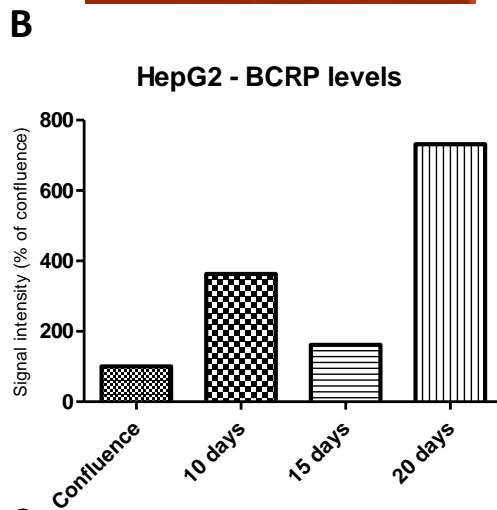 B
HepG2 - BCRP levels
Signal intensity (% of confluence)
800
600
400
200
0
Confluence
10 days
15 days
20 days